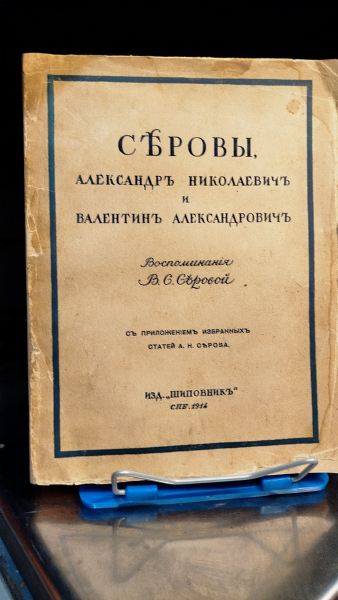 СѢРОВЫ,
АЛЕКСАНДРЪ НИКОЛАЕВИЧЪ
И
ВАЛЕНТИНЪ АЛЕКСАНДРОВИЧЪ
Воспоминанія
В. С. Сѣровой
СЪ ПРИЛОЖЕНІЕМЪ ИЗБРАННЫХЪ
СТАТЕЙ А. Н. СѢРОВА.
ИЗД. „ШИПОВНИКЪ“
СПБ. 1914